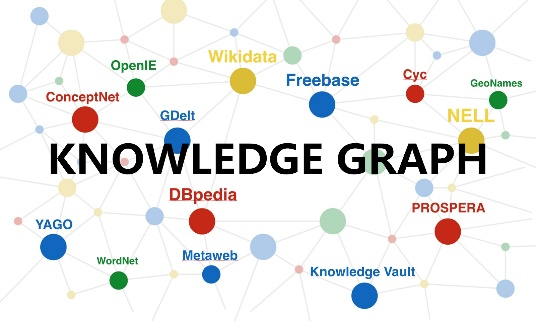 Wikidata
OpenIE
Freebase
Cyc
GeoNames
ConceptNet
GDelt
NELL
KNOWLEDGE GRAPH
DBpedia
PROSPERA
YAGO
WordNet
Metaweb
Knowledge Vault